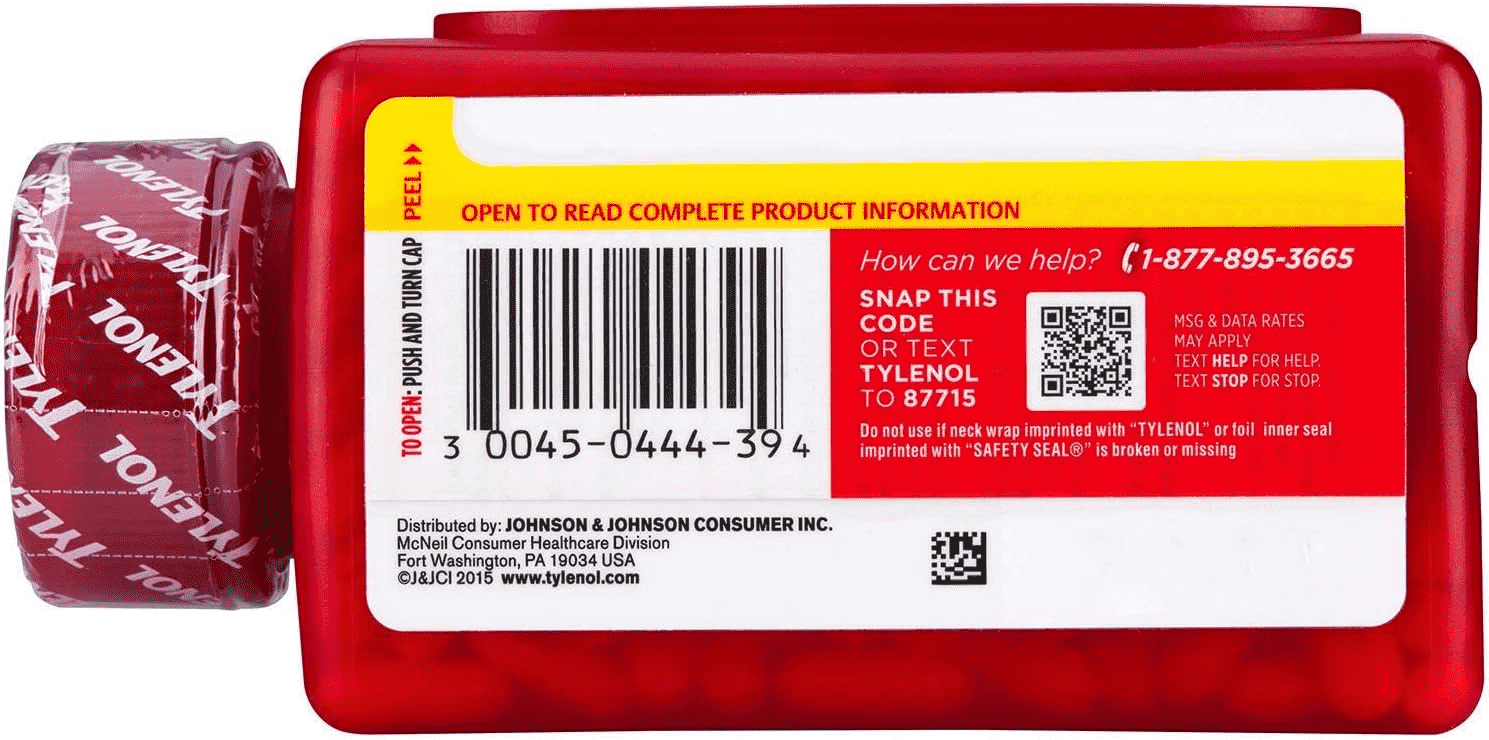 PEEL
OPEN TO READ COMPLETE PRODUCT INFORMATION
TO OPEN: PUSH AND TURN CAP
3 0045-0444-39 4
How can we help? 1-877-895-3665
SNAP THIS
CODE
OR TEXT
TYLENOL
TO 87715
MSG & DATA RATES
MAY APPLY
TEXT HELP FOR HELP.
TEXT STOP FOR STOP.
Do not use if neck wrap imprinted with “TYLENOL” or foil inner seal
imprinted with “SAFETY SEAL®” is broken or missing
Distributed by: JOHNSON & JOHNSON CONSUMER INC.
McNeil Consumer Healthcare Division
Fort Washington, PA 19034 USA
©J&JCI 2015 www.tylenol.com
TYLENOL
TYLENOL
TYLENOL
TYLENOL
TYLENOL